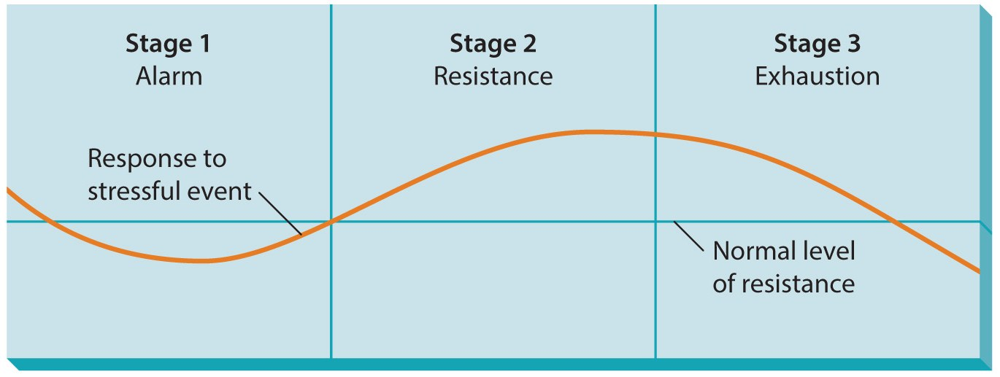 Stage 1
Alarm
Stage 2
Resistance
Stage 3
Exhaustion
Response to
stressful event
Normal level
of resistance